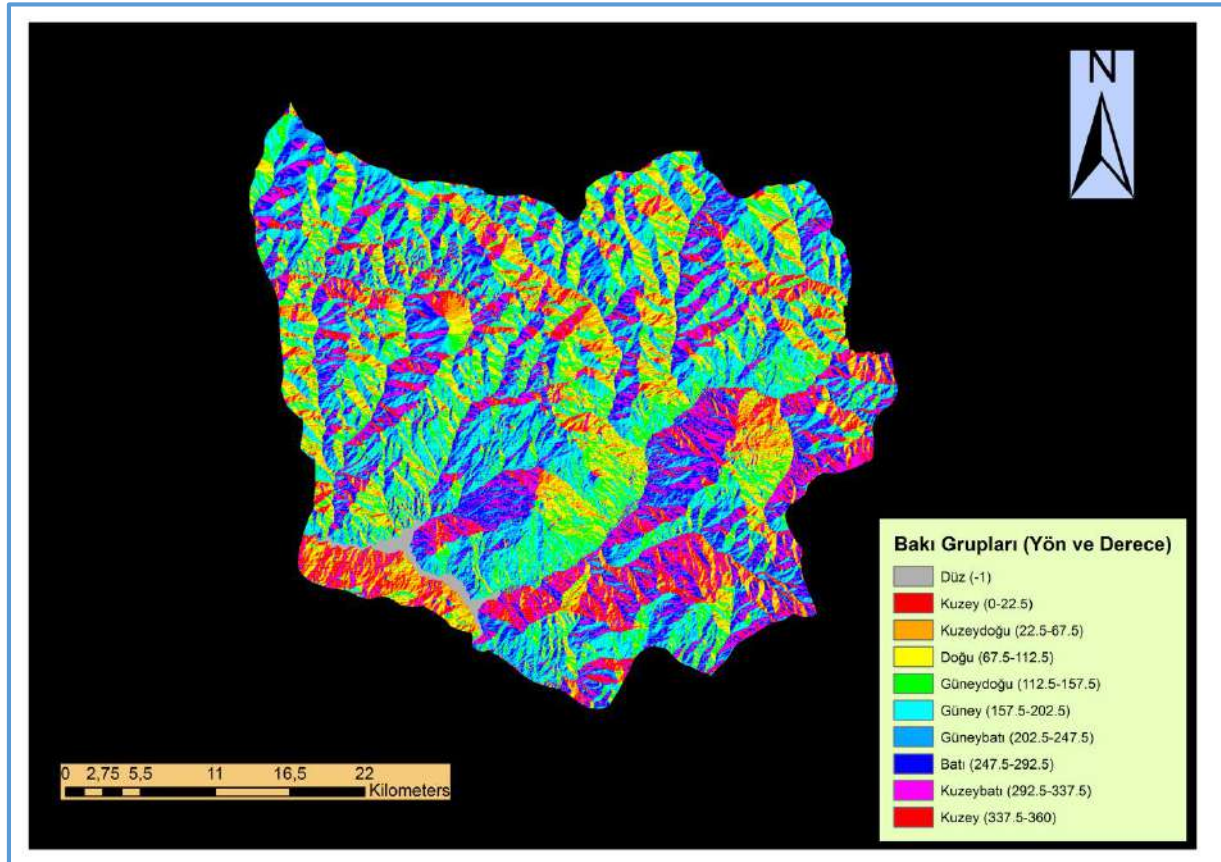 N
Bakı Grupları (Yön ve Derece)
Düz (-1)
Kuzey (0-22.5)
Kuzeydoğu (22.5-67.5)
Doğu (67.5-112.5)
Güneydoğu (112.5-157.5)
Güney (157.5-202.5)
Güneybatı (202.5-247.5)
Batı (247.5-292.5)
Kuzeybatı (292.5-337.5)
Kuzey (337.5-360)
0 2,75 5,5 11 16,5 22
Kilometers